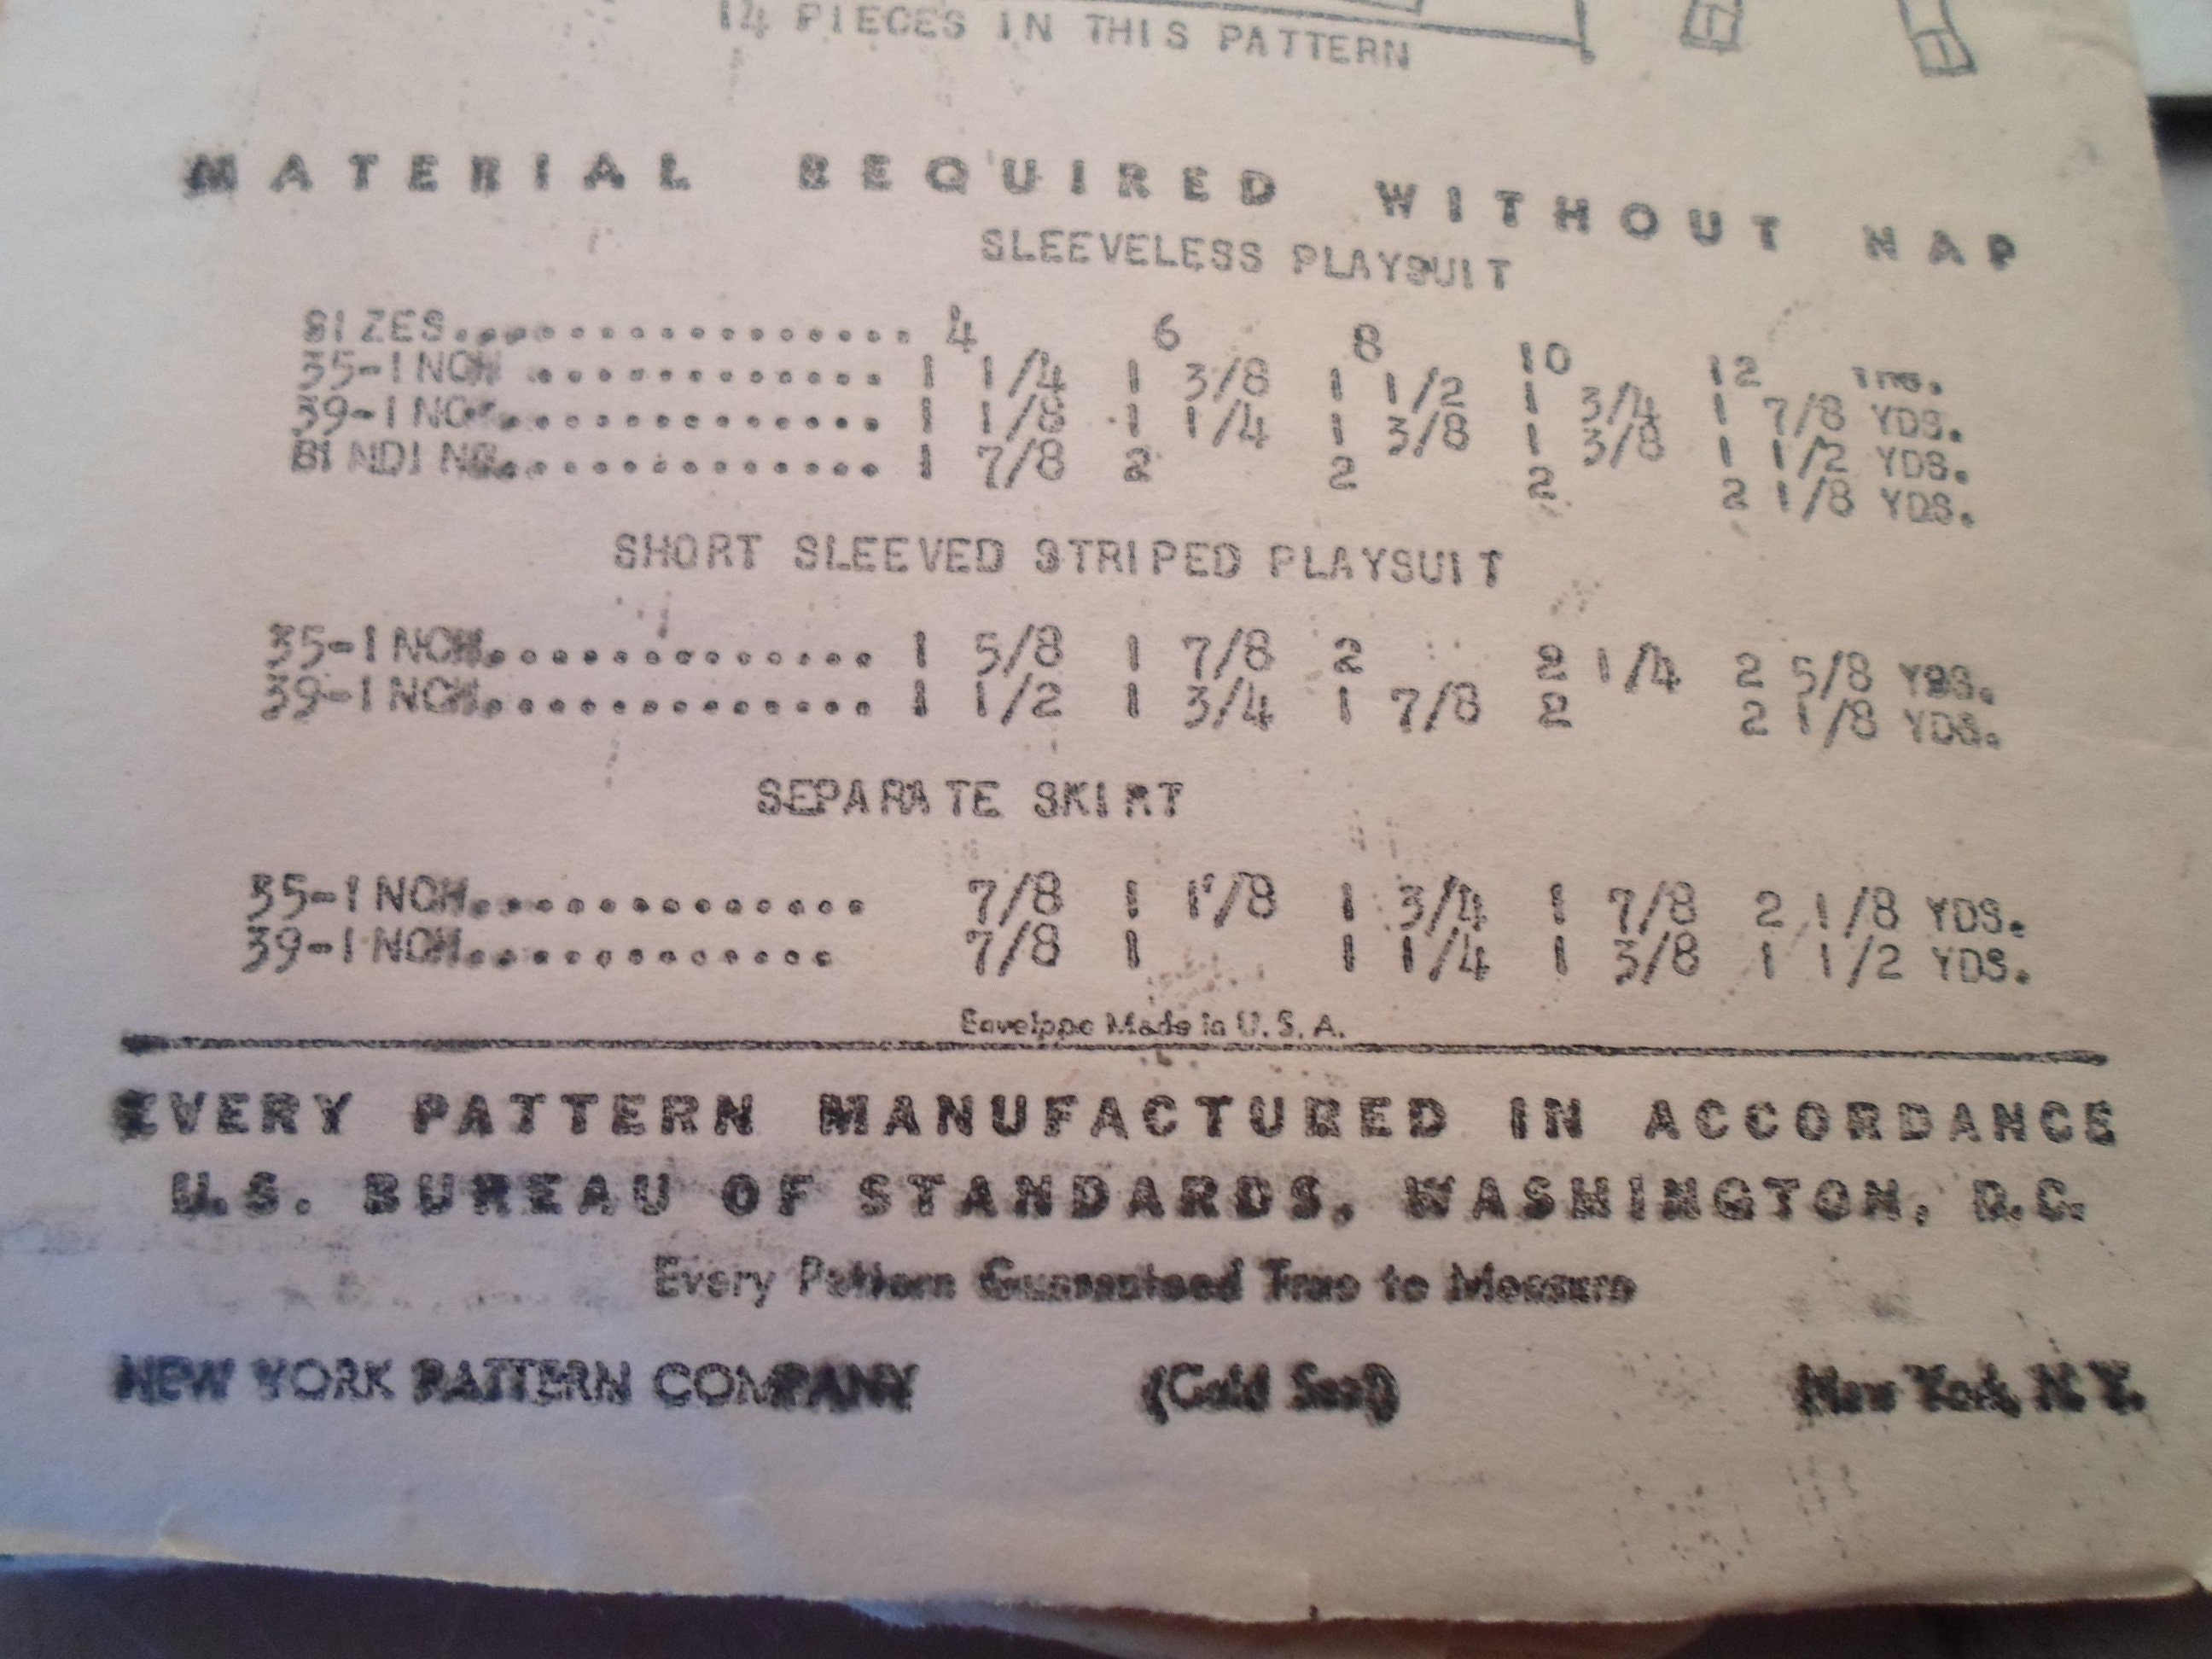 14 PIECES IN THIS PATTERN
MATERIAL REQUIRED WITHOUT NAP
SLEEVELESS PLAYSUIT
SIZES................ 4 6 8 10 12 YRS.
35-INCH ............. 1 1/4 1 3/8 1 1/2 1 3/4 1 7/8 YDS.
39-INCH.............. 1 1/8 1 1/4 1 3/8 1 3/8 1 1/2 YDS.
BINDING.............. 1 7/8 2 2 2 2 1/8 YDS.
SHORT SLEEVED STRIPED PLAYSUIT
35-INCH.............. 1 5/8 1 7/8 2 2 1/4 2 5/8 YDS.
39-INCH.............. 1 1/2 1 3/4 1 7/8 2 2 1/8 YDS.
SEPARATE SKIRT
35-INCH.............. 7/8 1 1/8 1 3/4 1 7/8 2 1/8 YDS.
39-INCH............. 7/8 1 1 1/4 1 3/8 1 1/2 YDS.
Envelope Made in U.S.A.
EVERY PATTERN MANUFACTURED IN ACCORDANCE
U.S. BUREAU OF STANDARDS, WASHINGTON, D.C.
Every Pattern Guaranteed True to Measure
NEW YORK PATTERN COMPANY (Gold Seal) New York, N.Y.